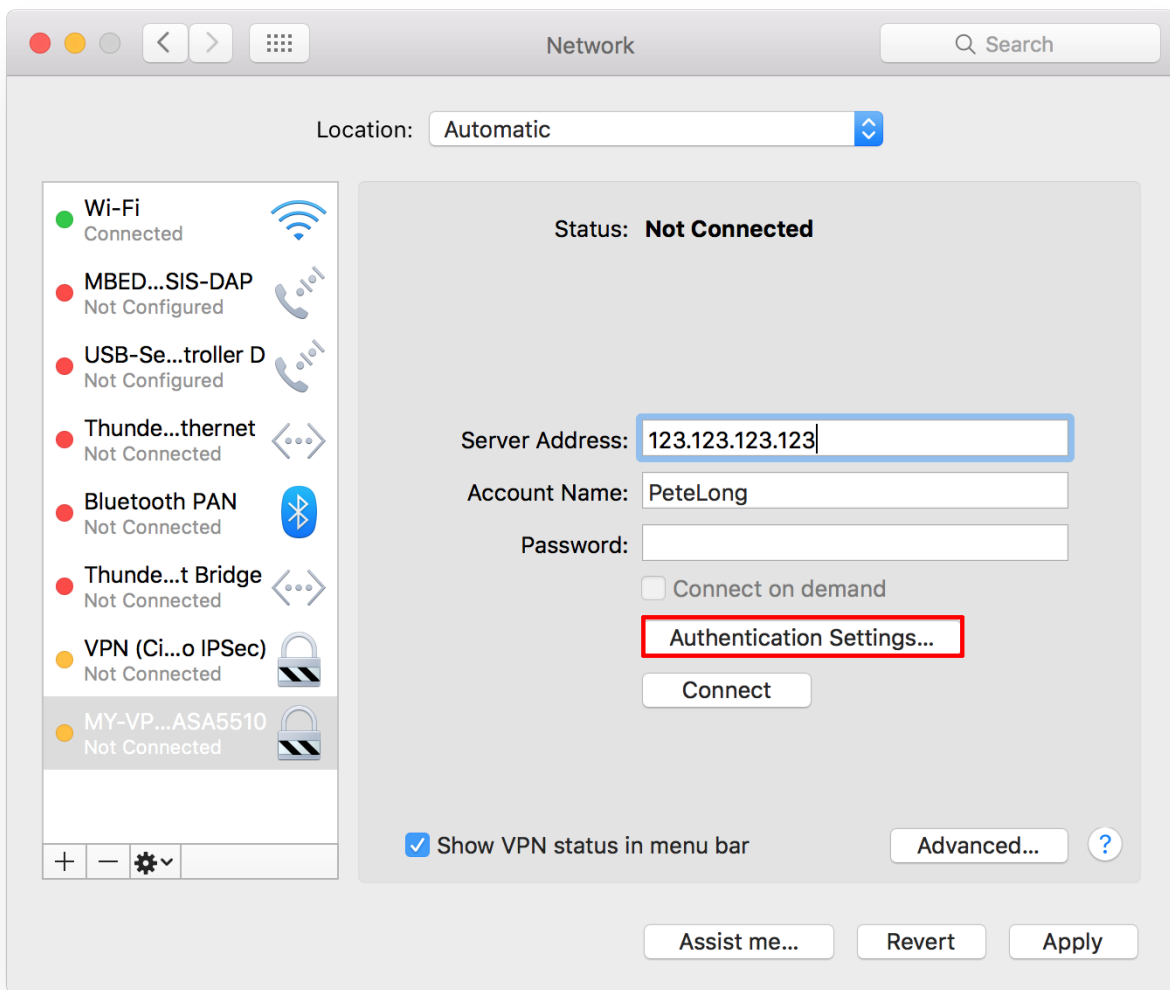 Network
Search
Location: Automatic
Wi-Fi
Connected
MBED...SIS-DAP
Not Configured
USB-Se...troller D
Not Configured
Thunde...thernet
Not Connected
Bluetooth PAN
Not Connected
Thunde...t Bridge
Not Connected
VPN (Ci...o IPSec)
Not Connected
MY-VP...ASA5510
Not Connected
Status: Not Connected
Server Address: 123.123.123.123
Account Name: PeteLong
Password:
Connect on demand
Authentication Settings...
Connect
Show VPN status in menu bar
Advanced...
?
Assist me...
Revert
Apply